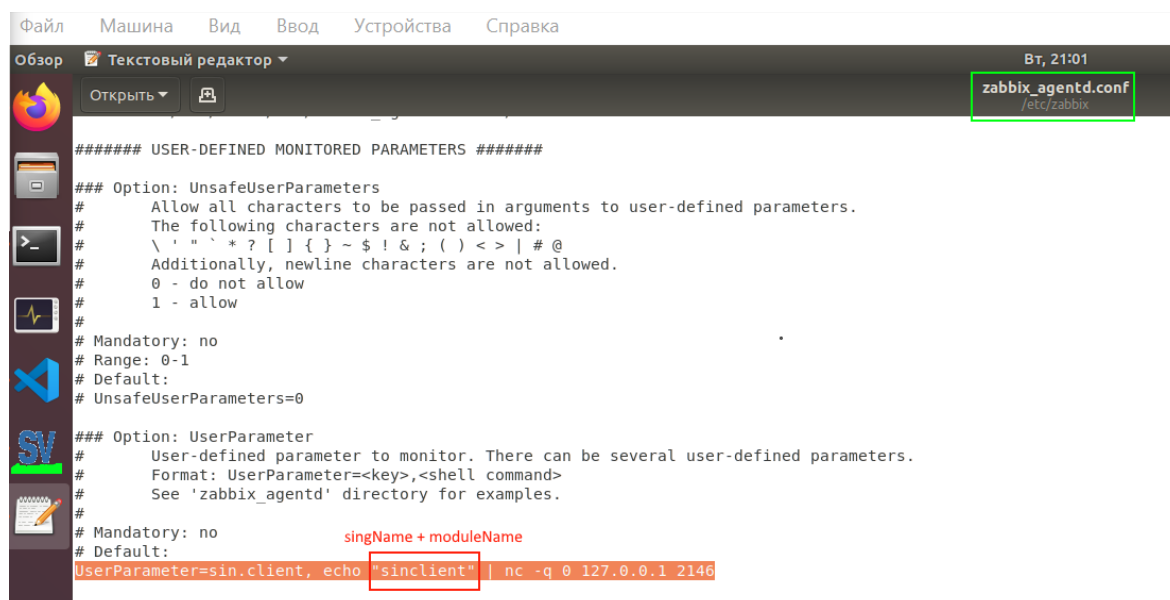 Файл Машина Вид Ввод Устройства Справка
Обзор Текстовый редактор Вт, 21:01
Открыть zabbix_agentd.conf
/etc/zabbix
####### USER-DEFINED MONITORED PARAMETERS #######
### Option: UnsafeUserParameters
# Allow all characters to be passed in arguments to user-defined parameters.
# The following characters are not allowed:
# \ ' " ` * ? [ ] { } ~ $ ! & ; ( ) < > | # @
# Additionally, newline characters are not allowed.
# 0 - do not allow
# 1 - allow
#
# Mandatory: no
# Range: 0-1
# Default:
# UnsafeUserParameters=0
### Option: UserParameter
# User-defined parameter to monitor. There can be several user-defined parameters.
# Format: UserParameter=<key>,<shell command>
# See 'zabbix_agentd' directory for examples.
#
# Mandatory: no
singName + moduleName
# Default:
UserParameter=sin.client, echo "sinclient" | nc -q 0 127.0.0.1 2146
SV